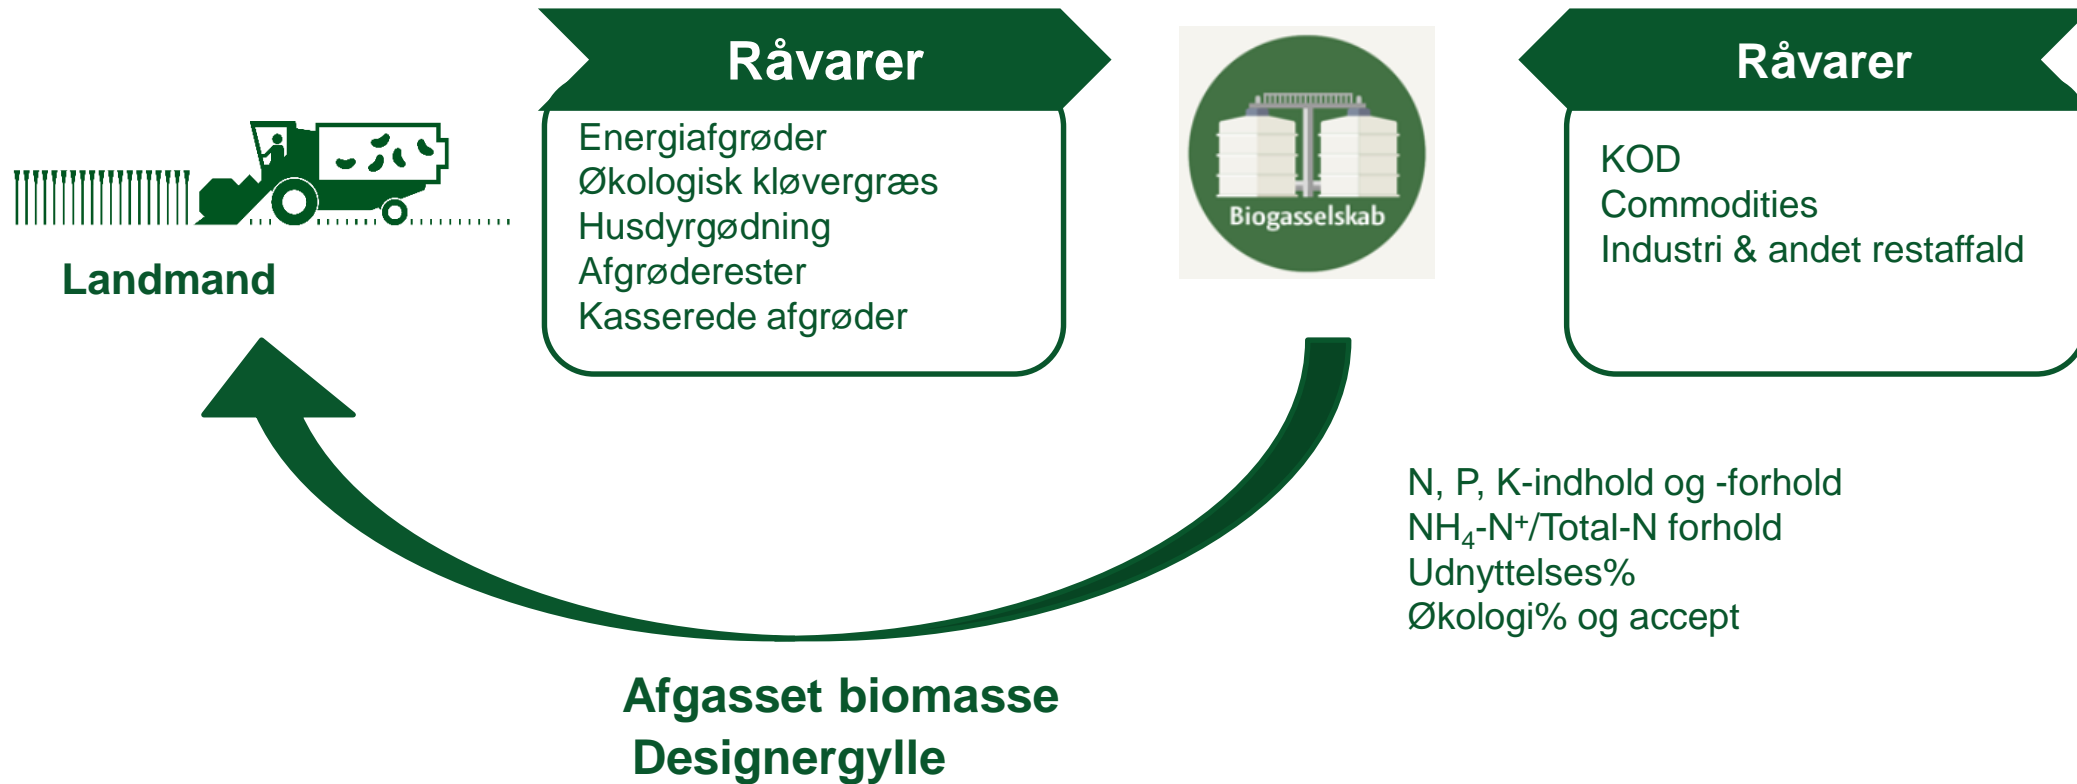 Råvarer
Energiafgrøder
Økologisk kløvergræs
Husdyrgødning
Afgrøderester
Kasserede afgrøder
Landmand
Biogasselskab
Råvarer
KOD
Commodities
Industri & andet restaffald
N, P, K-indhold og -forhold
NH₄-N⁺/Total-N forhold
Udnyttelses%
Økologi% og accept
Afgasset biomasse
Designergylle